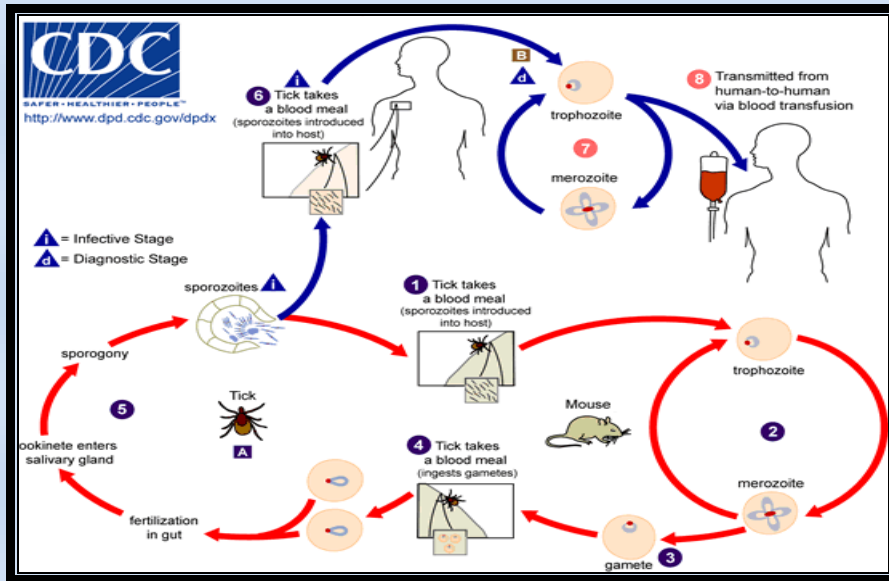 CDC
SAFER • HEALTHIER • PEOPLE™
http://www.dpd.cdc.gov/dpdx
i
6 Tick takes
a blood meal
(sporozoites introduced
into host)
B
d
trophozoite
8 Transmitted from
human-to-human
via blood transfusion
7
merozoite
i = Infective Stage
d = Diagnostic Stage
sporozoites i
1 Tick takes
a blood meal
(sporozoites introduced
into host)
trophozoite
sporogony
5
Tick
A
Mouse
2
ookinete enters
salivary gland
4 Tick takes
a blood meal
(ingests gametes)
merozoite
fertilization
in gut
gamete 3